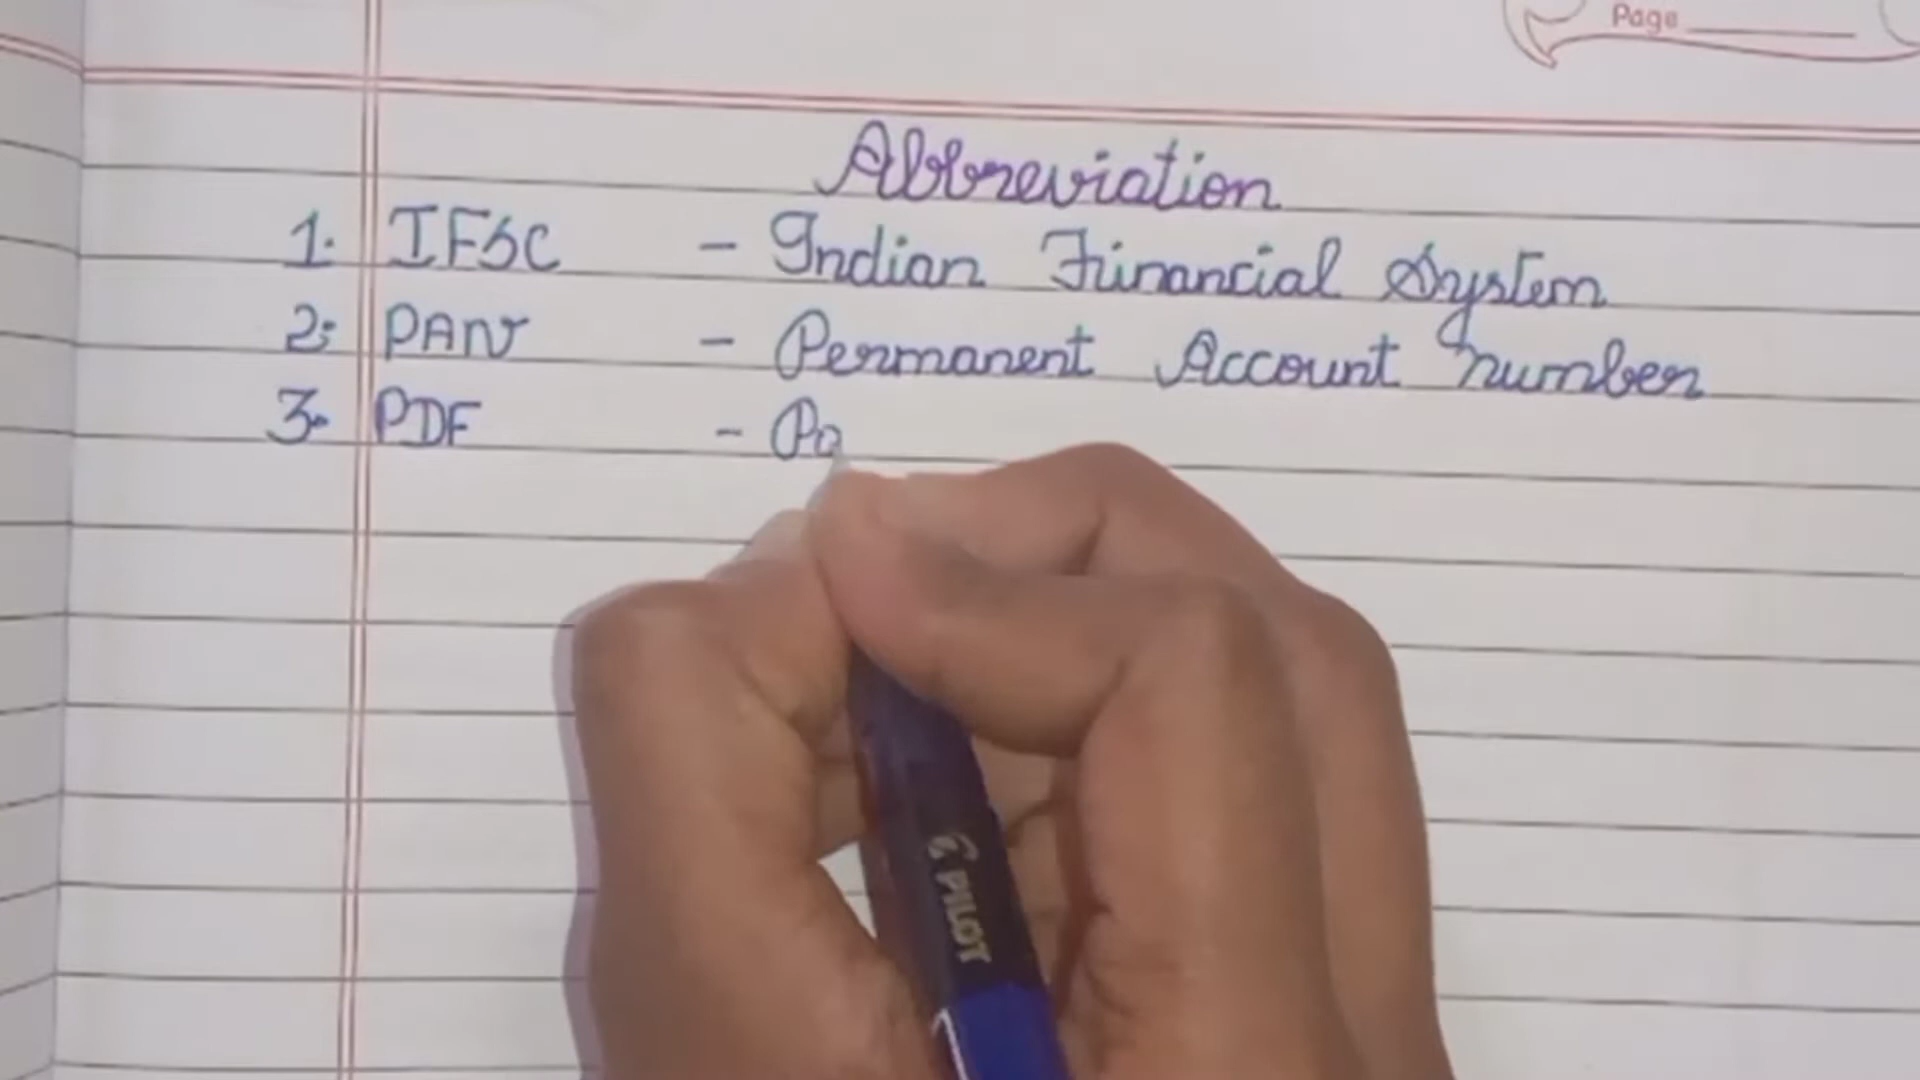 Page
Abbreviation
1. IFSC - Indian Financial System
2. PAN - Permanent Account number
3. PDF - Po
PILOT